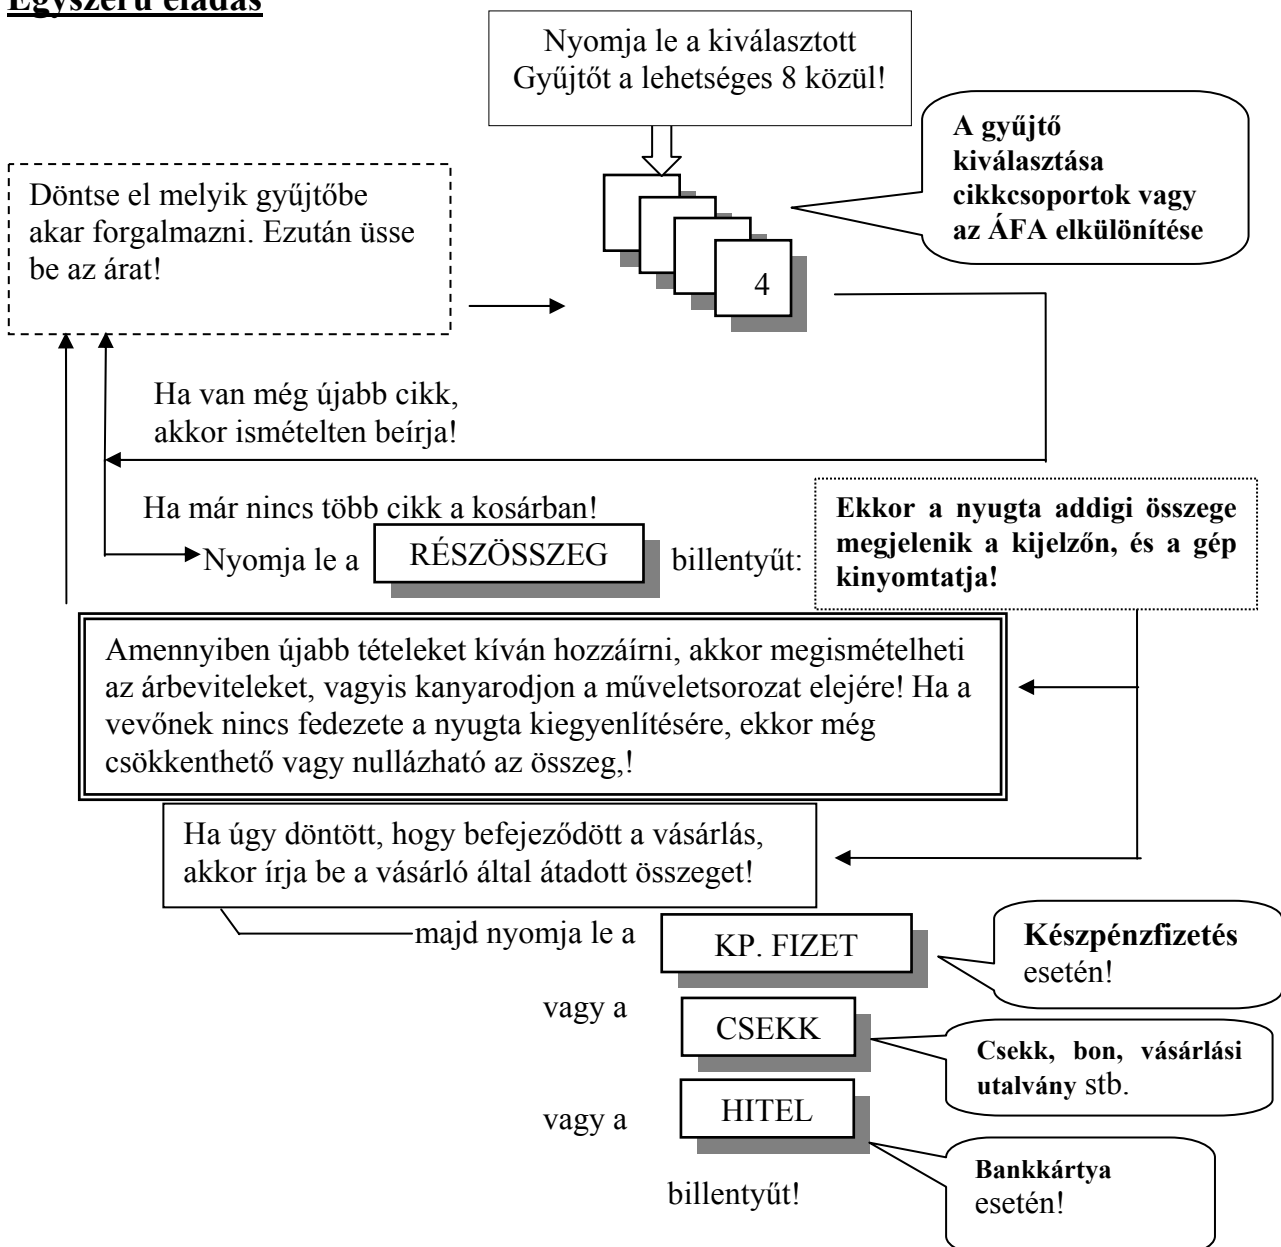 Egyszerű eladás
Nyomja le a kiválasztott
Gyűjtőt a lehetséges 8 közül!
A gyűjtő
kiválasztása
cikkcsoportok vagy
az ÁFA elkülönítése
Döntse el melyik gyűjtőbe
akar forgalmazni. Ezután üsse
be az árat!
4
Ha van még újabb cikk,
akkor ismételten beírja!
Ha már nincs több cikk a kosárban!
Nyomja le a RÉSZÖSSZEG billentyűt:
Ekkor a nyugta addigi összege
megjelenik a kijelzőn, és a gép
kinyomtatja!
Amennyiben újabb tételeket kíván hozzáírni, akkor megismételheti
az árbeviteleket, vagyis kanyarodjon a műveletsorozat elejére! Ha a
vevőnek nincs fedezete a nyugta kiegyenlítésére, ekkor még
csökkenthető vagy nullázható az összeg,!
Ha úgy döntött, hogy befejeződött a vásárlás,
akkor írja be a vásárló által átadott összeget!
majd nyomja le a KP. FIZET
Készpénzfizetés
esetén!
vagy a CSEKK
Csekk, bon, vásárlási
utalvány stb.
vagy a HITEL
Bankkártya
esetén!
billentyűt!